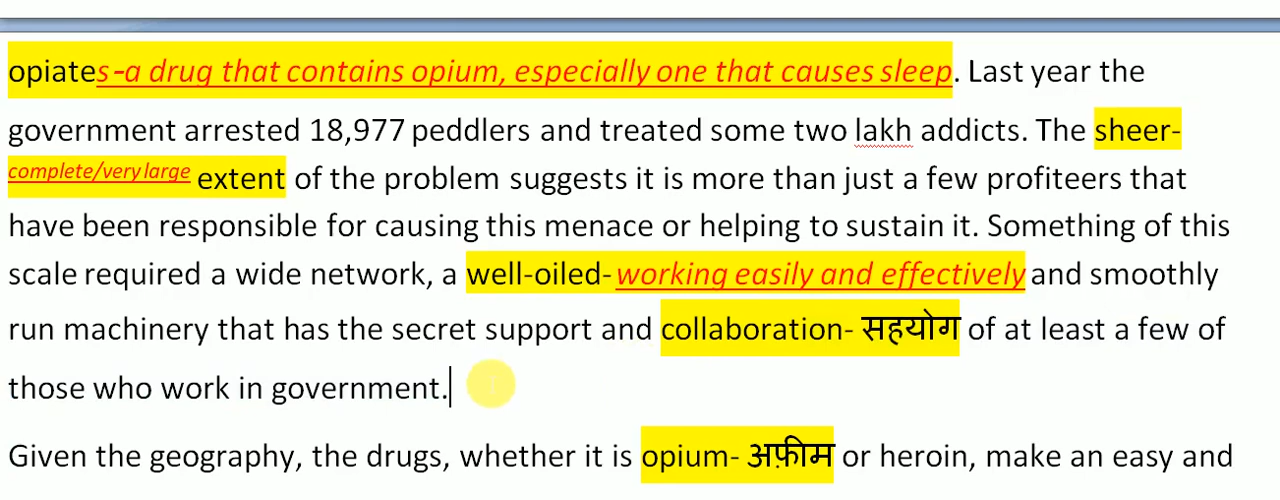 opiates-a drug that contains opium, especially one that causes sleep. Last year the
government arrested 18,977 peddlers and treated some two lakh addicts. The sheer-
complete/very large extent of the problem suggests it is more than just a few profiteers that
have been responsible for causing this menace or helping to sustain it. Something of this
scale required a wide network, a well-oiled- working easily and effectively and smoothly
run machinery that has the secret support and collaboration- सहयोग of at least a few of
those who work in government.
Given the geography, the drugs, whether it is opium- अफ़ीम or heroin, make an easy and